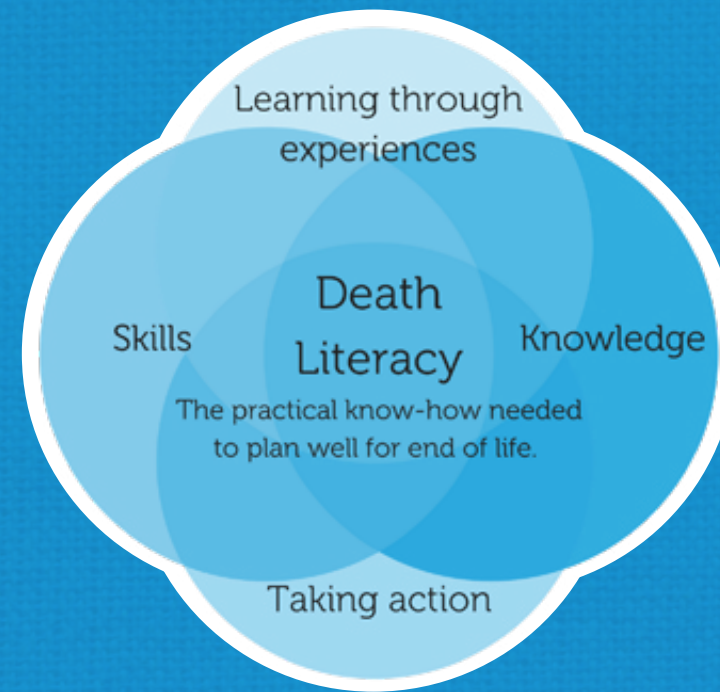 Learning through
experiences
Death
Literacy
Skills
Knowledge
The practical know-how needed
to plan well for end of life.
Taking action